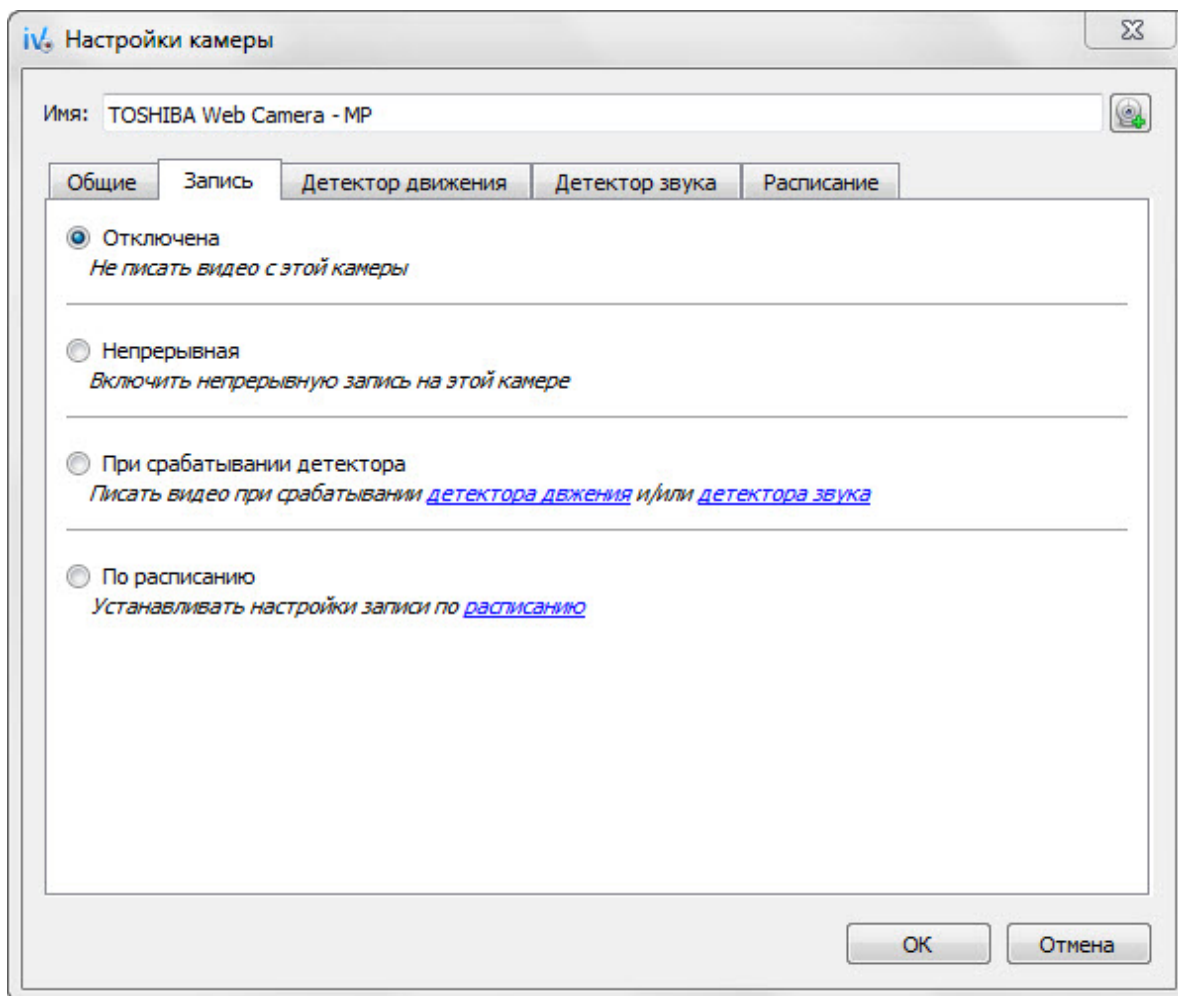 iv Настройки камеры
Имя: TOSHIBA Web Camera - MP
Общие Запись Детектор движения Детектор звука Расписание
Отключена
Не писать видео с этой камеры
Непрерывная
Включить непрерывную запись на этой камере
При срабатывании детектора
Писать видео при срабатывании детектора двжения и/или детектора звука
По расписанию
Устанавливать настройки записи по расписанию
ОК Отмена